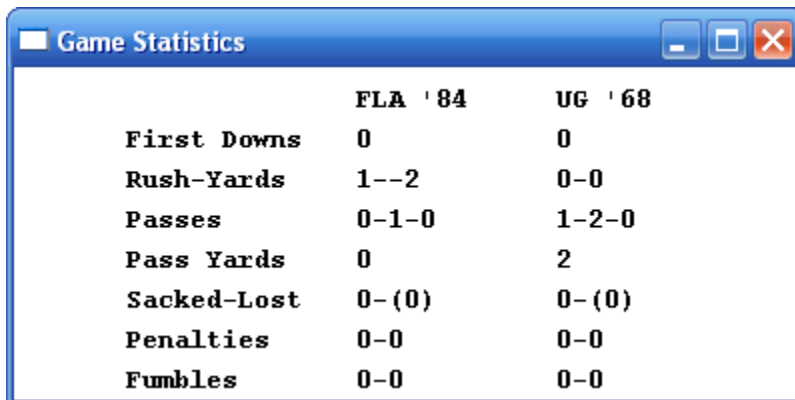 Game Statistics
FLA '84 UG '68
First Downs 0 0
Rush-Yards 1--2 0-0
Passes 0-1-0 1-2-0
Pass Yards 0 2
Sacked-Lost 0-(0) 0-(0)
Penalties 0-0 0-0
Fumbles 0-0 0-0